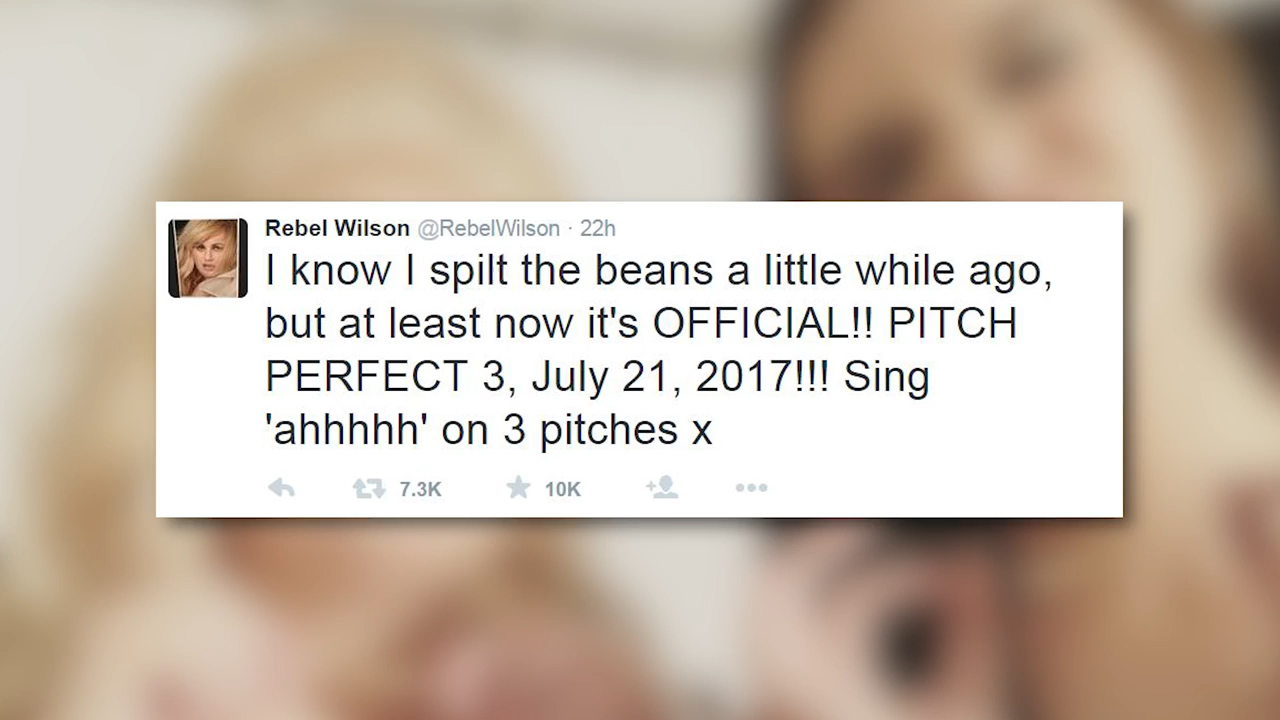 Rebel Wilson @RebelWilson · 22h
I know I spilt the beans a little while ago,
but at least now it's OFFICIAL!! PITCH
PERFECT 3, July 21, 2017!!! Sing
'ahhhhh' on 3 pitches x
7.3K 10K